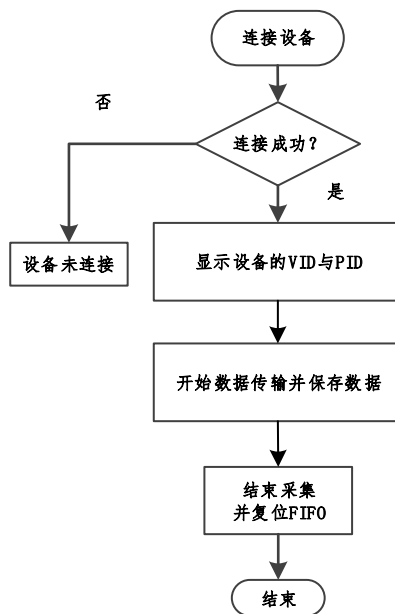 连接设备
否
连接成功？
是
设备未连接
显示设备的VID与PID
开始数据传输并保存数据
结束采集
并复位FIFO
结束